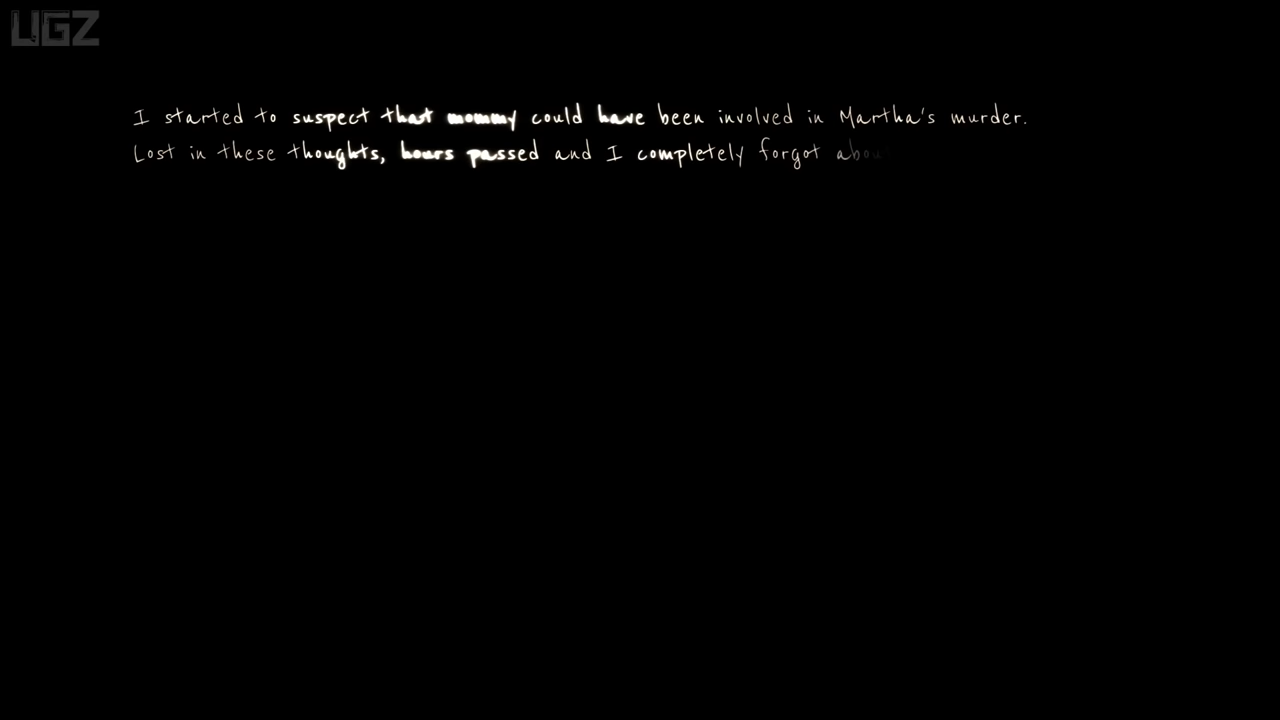 UGZ
I started to suspect that mommy could have been involved in Martha's murder.
Lost in these thoughts, hours passed and I completely forgot abou